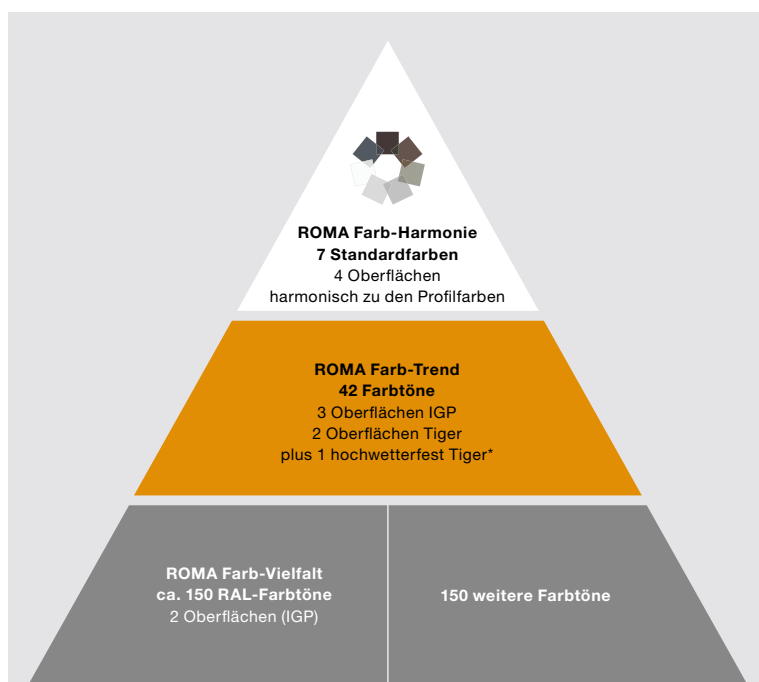 ROMA Farb-Harmonie
7 Standardfarben
4 Oberflächen
harmonisch zu den Profilfarben
ROMA Farb-Trend
42 Farbtöne
3 Oberflächen IGP
2 Oberflächen Tiger
plus 1 hochwetterfest Tiger*
ROMA Farb-Vielfalt
ca. 150 RAL-Farbtöne
2 Oberflächen (IGP)
150 weitere Farbtöne